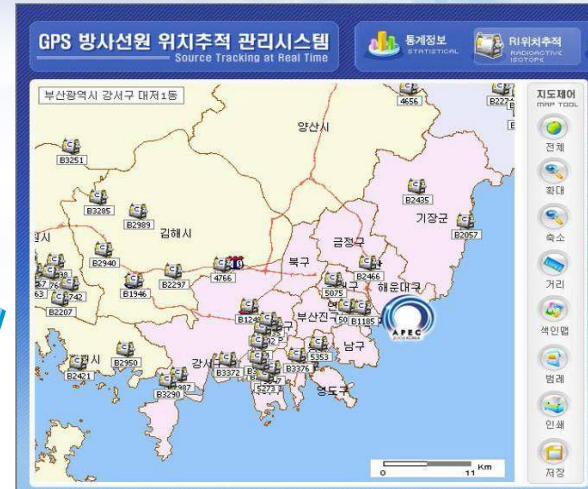 GPS 방사선원 위치추적 관리시스템
Source Tracking at Real Time
통계정보
STATISTICAL
RI위치추적
RADIOACTIVE
ISOTOPE
부산광역시 강서구 대저1동
지도제어
MAP TOOL
4656
양산시
전체
B3251
B2435
확대
B3285
기장군
B2989
B2057
김해시
금정구
축소
B2940
북구
B2466
4766
해운대구
거리
B1946
B2297
5075
B2207
APEC
부산진구
B1185
색인맵
남구
5353
B2950
강서구
B2421
B3372
B3376
범례
B3290
5273
영도구
인쇄
0
11
Km
저장